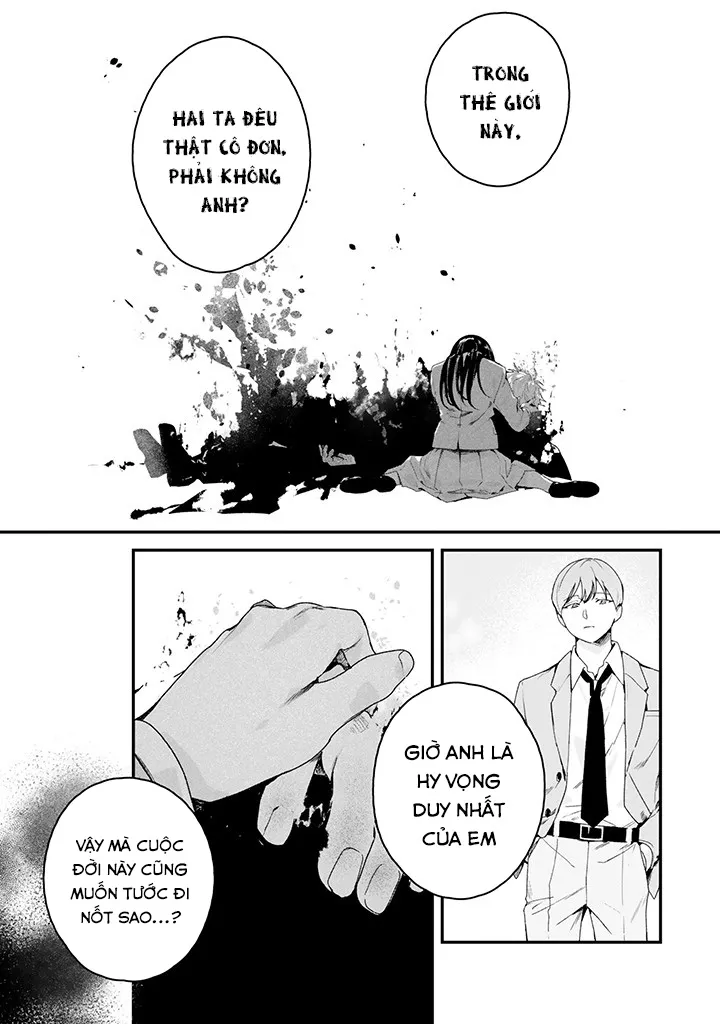 TRONG
THẾ GIỚI
NÀY,
HAI TA ĐỀU
THẬT CÔ ĐƠN,
PHẢI KHÔNG
ANH?
GIỜ ANH LÀ
HY VỌNG
DUY NHẤT
CỦA EM
VẬY MÀ CUỘC
ĐỜI NÀY CŨNG
MUỐN TƯỚC ĐI
NỐT SAO...?